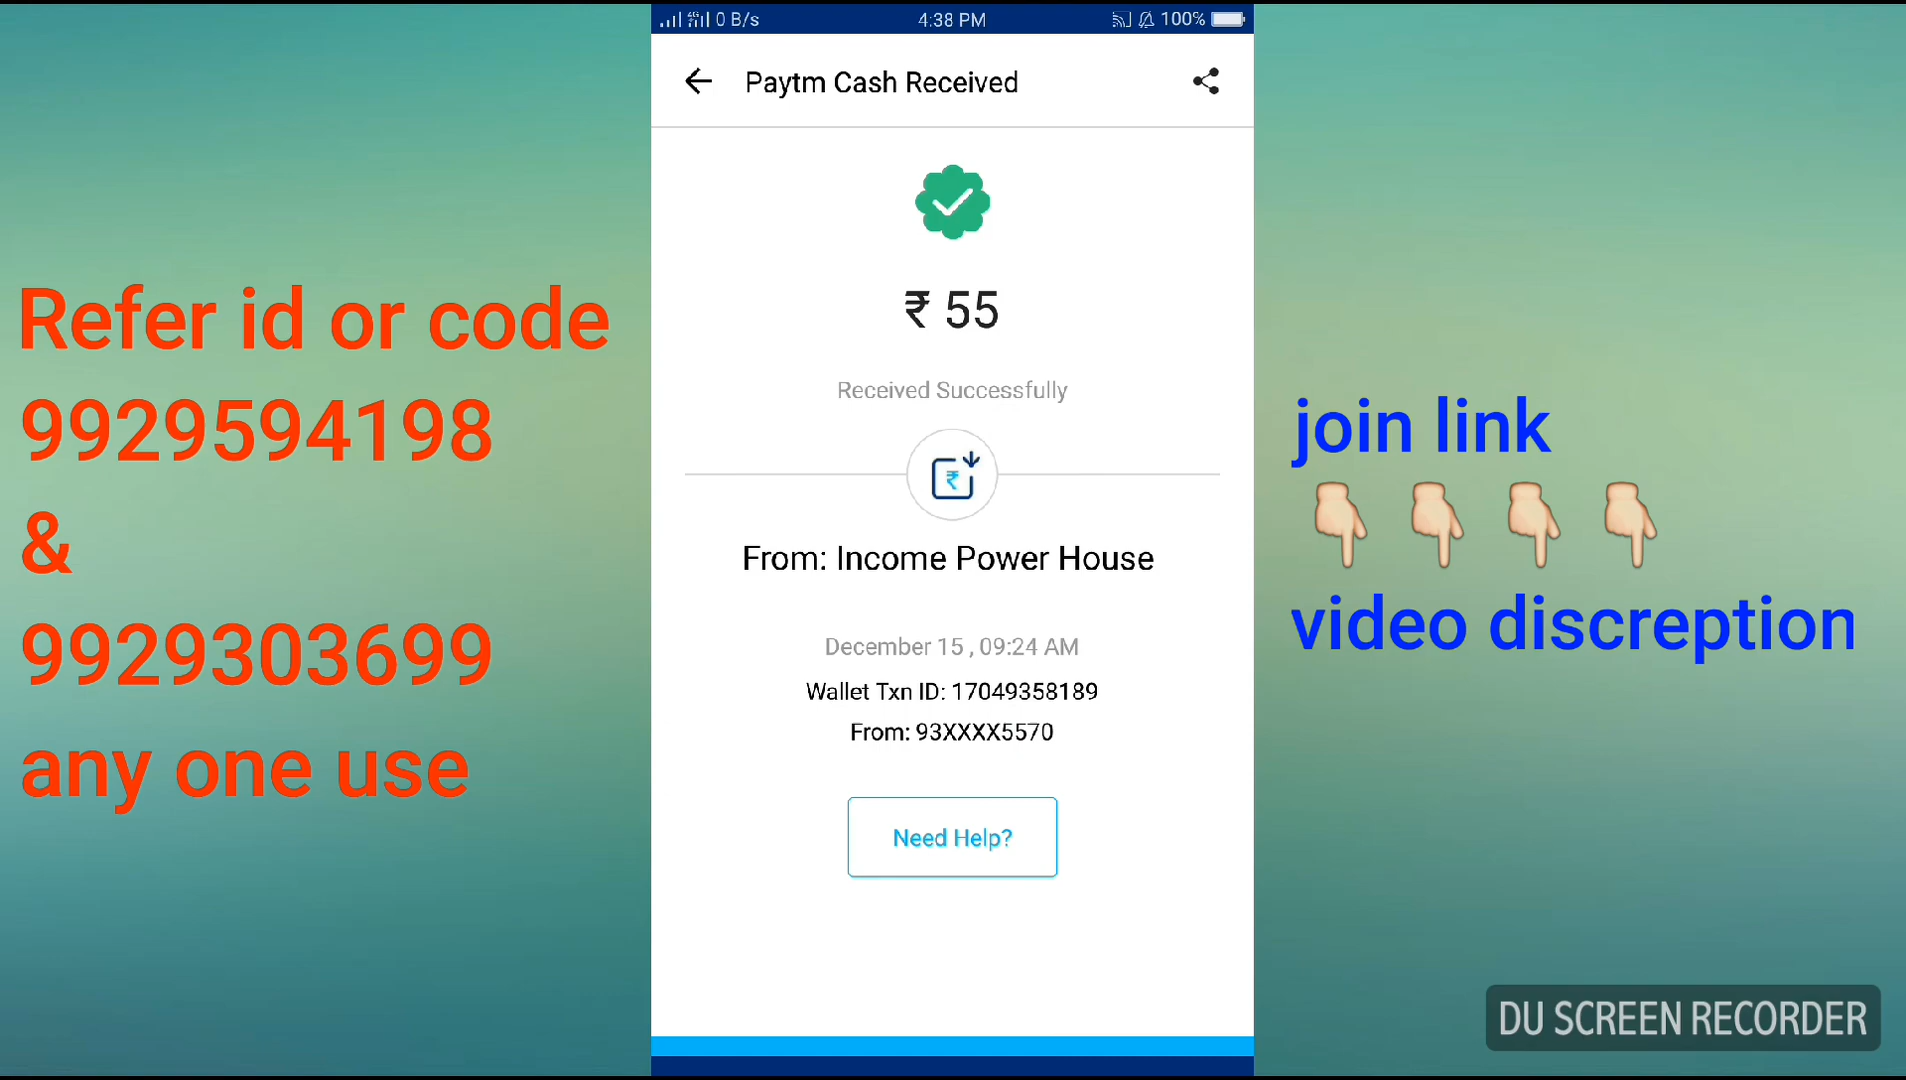 0 B/s 4:38 PM 100%
Paytm Cash Received
₹ 55
Received Successfully
₹
From: Income Power House
December 15 , 09:24 AM
Wallet Txn ID: 17049358189
From: 93XXXX5570
Need Help?
Refer id or code
9929594198
&
9929303699
any one use
join link
👇🏻 👇🏻 👇🏻 👇🏻
video discreption
DU SCREEN RECORDER